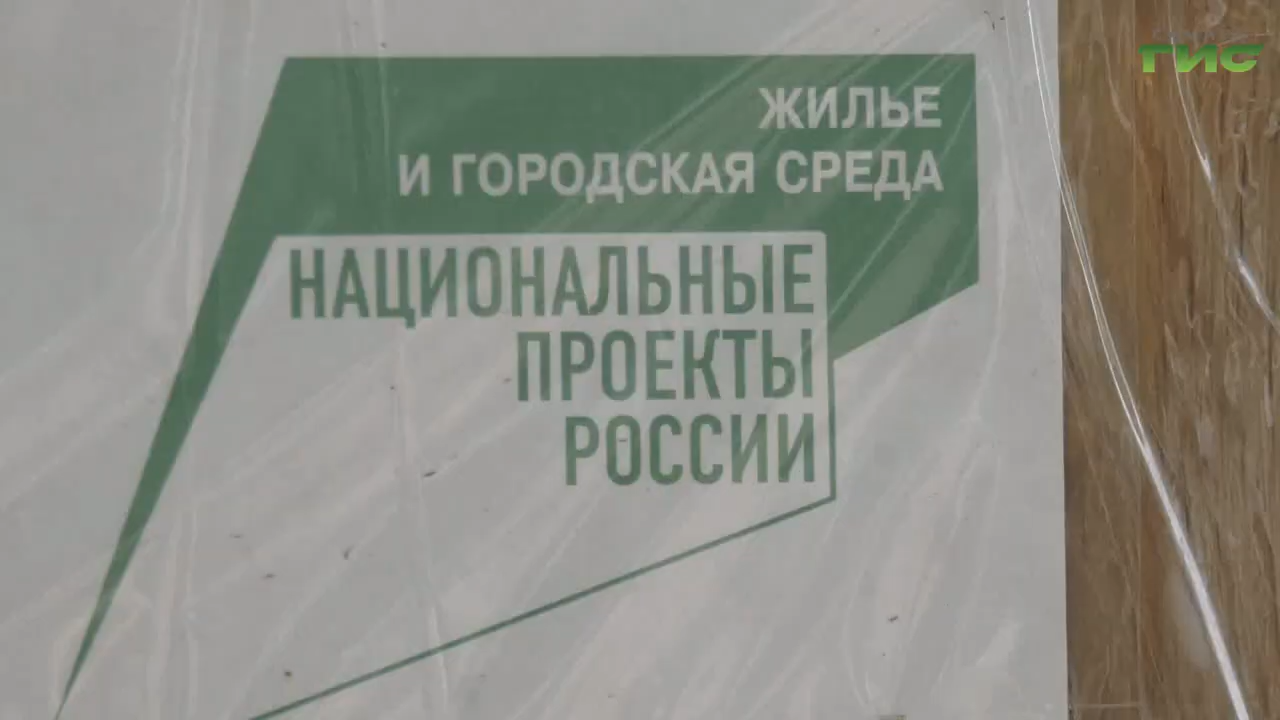 ГИС
ЖИЛЬЕ
И ГОРОДСКАЯ СРЕДА
НАЦИОНАЛЬНЫЕ
ПРОЕКТЫ
РОССИИ